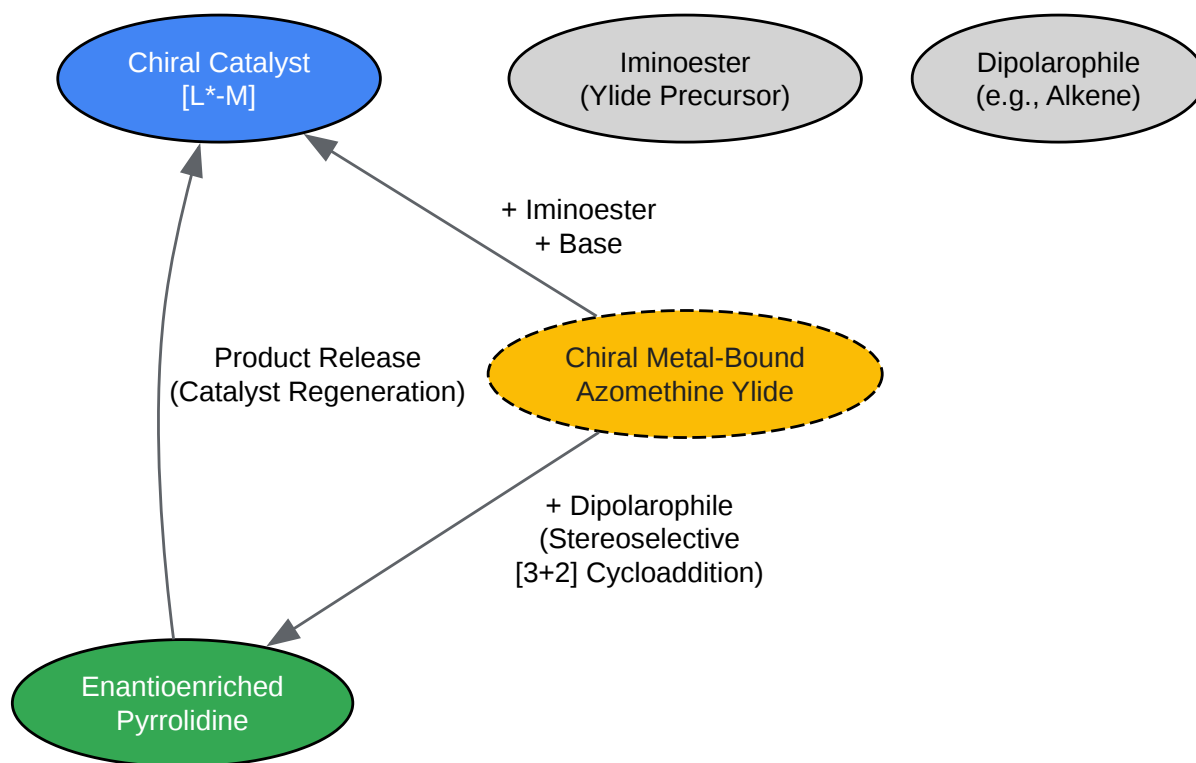 Chiral Catalyst
[L*-M]
Iminoester
(Ylide Precursor)
Dipolarophile
(e.g., Alkene)
+ Iminoester
+ Base
Product Release
(Catalyst Regeneration)
Chiral Metal-Bound
Azomethine Ylide
+ Dipolarophile
(Stereoselective
[3+2] Cycloaddition)
Enantioenriched
Pyrrolidine